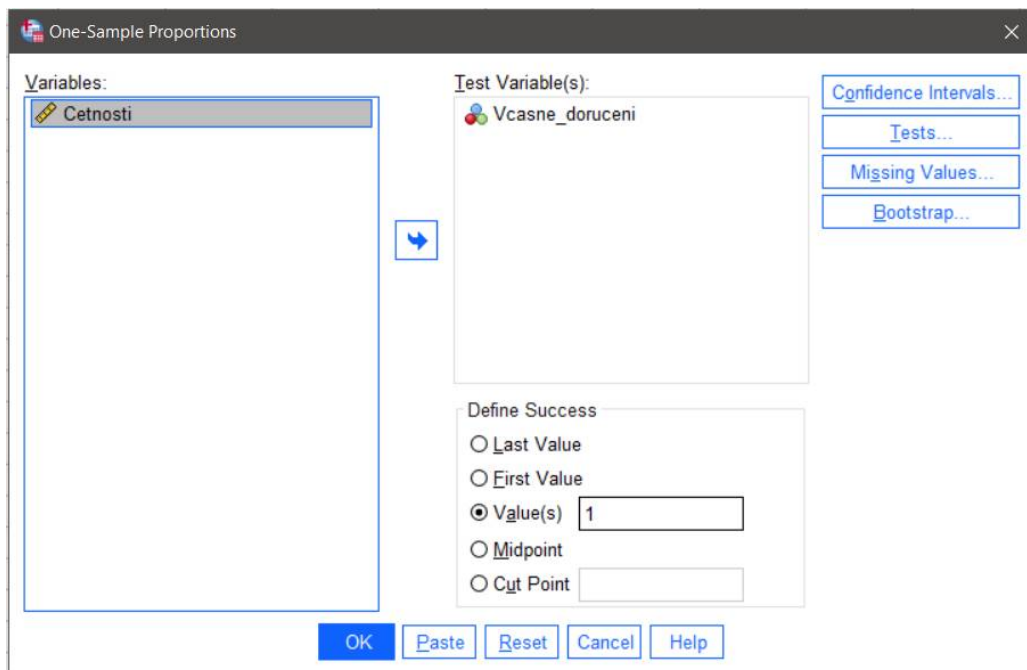 One-Sample Proportions
Variables:
Cetnosti
Test Variable(s):
Vcasne_doruceni
Confidence Intervals...
Tests...
Missing Values...
Bootstrap...
Define Success
Last Value
First Value
Value(s) 1
Midpoint
Cut Point
OK Paste Reset Cancel Help